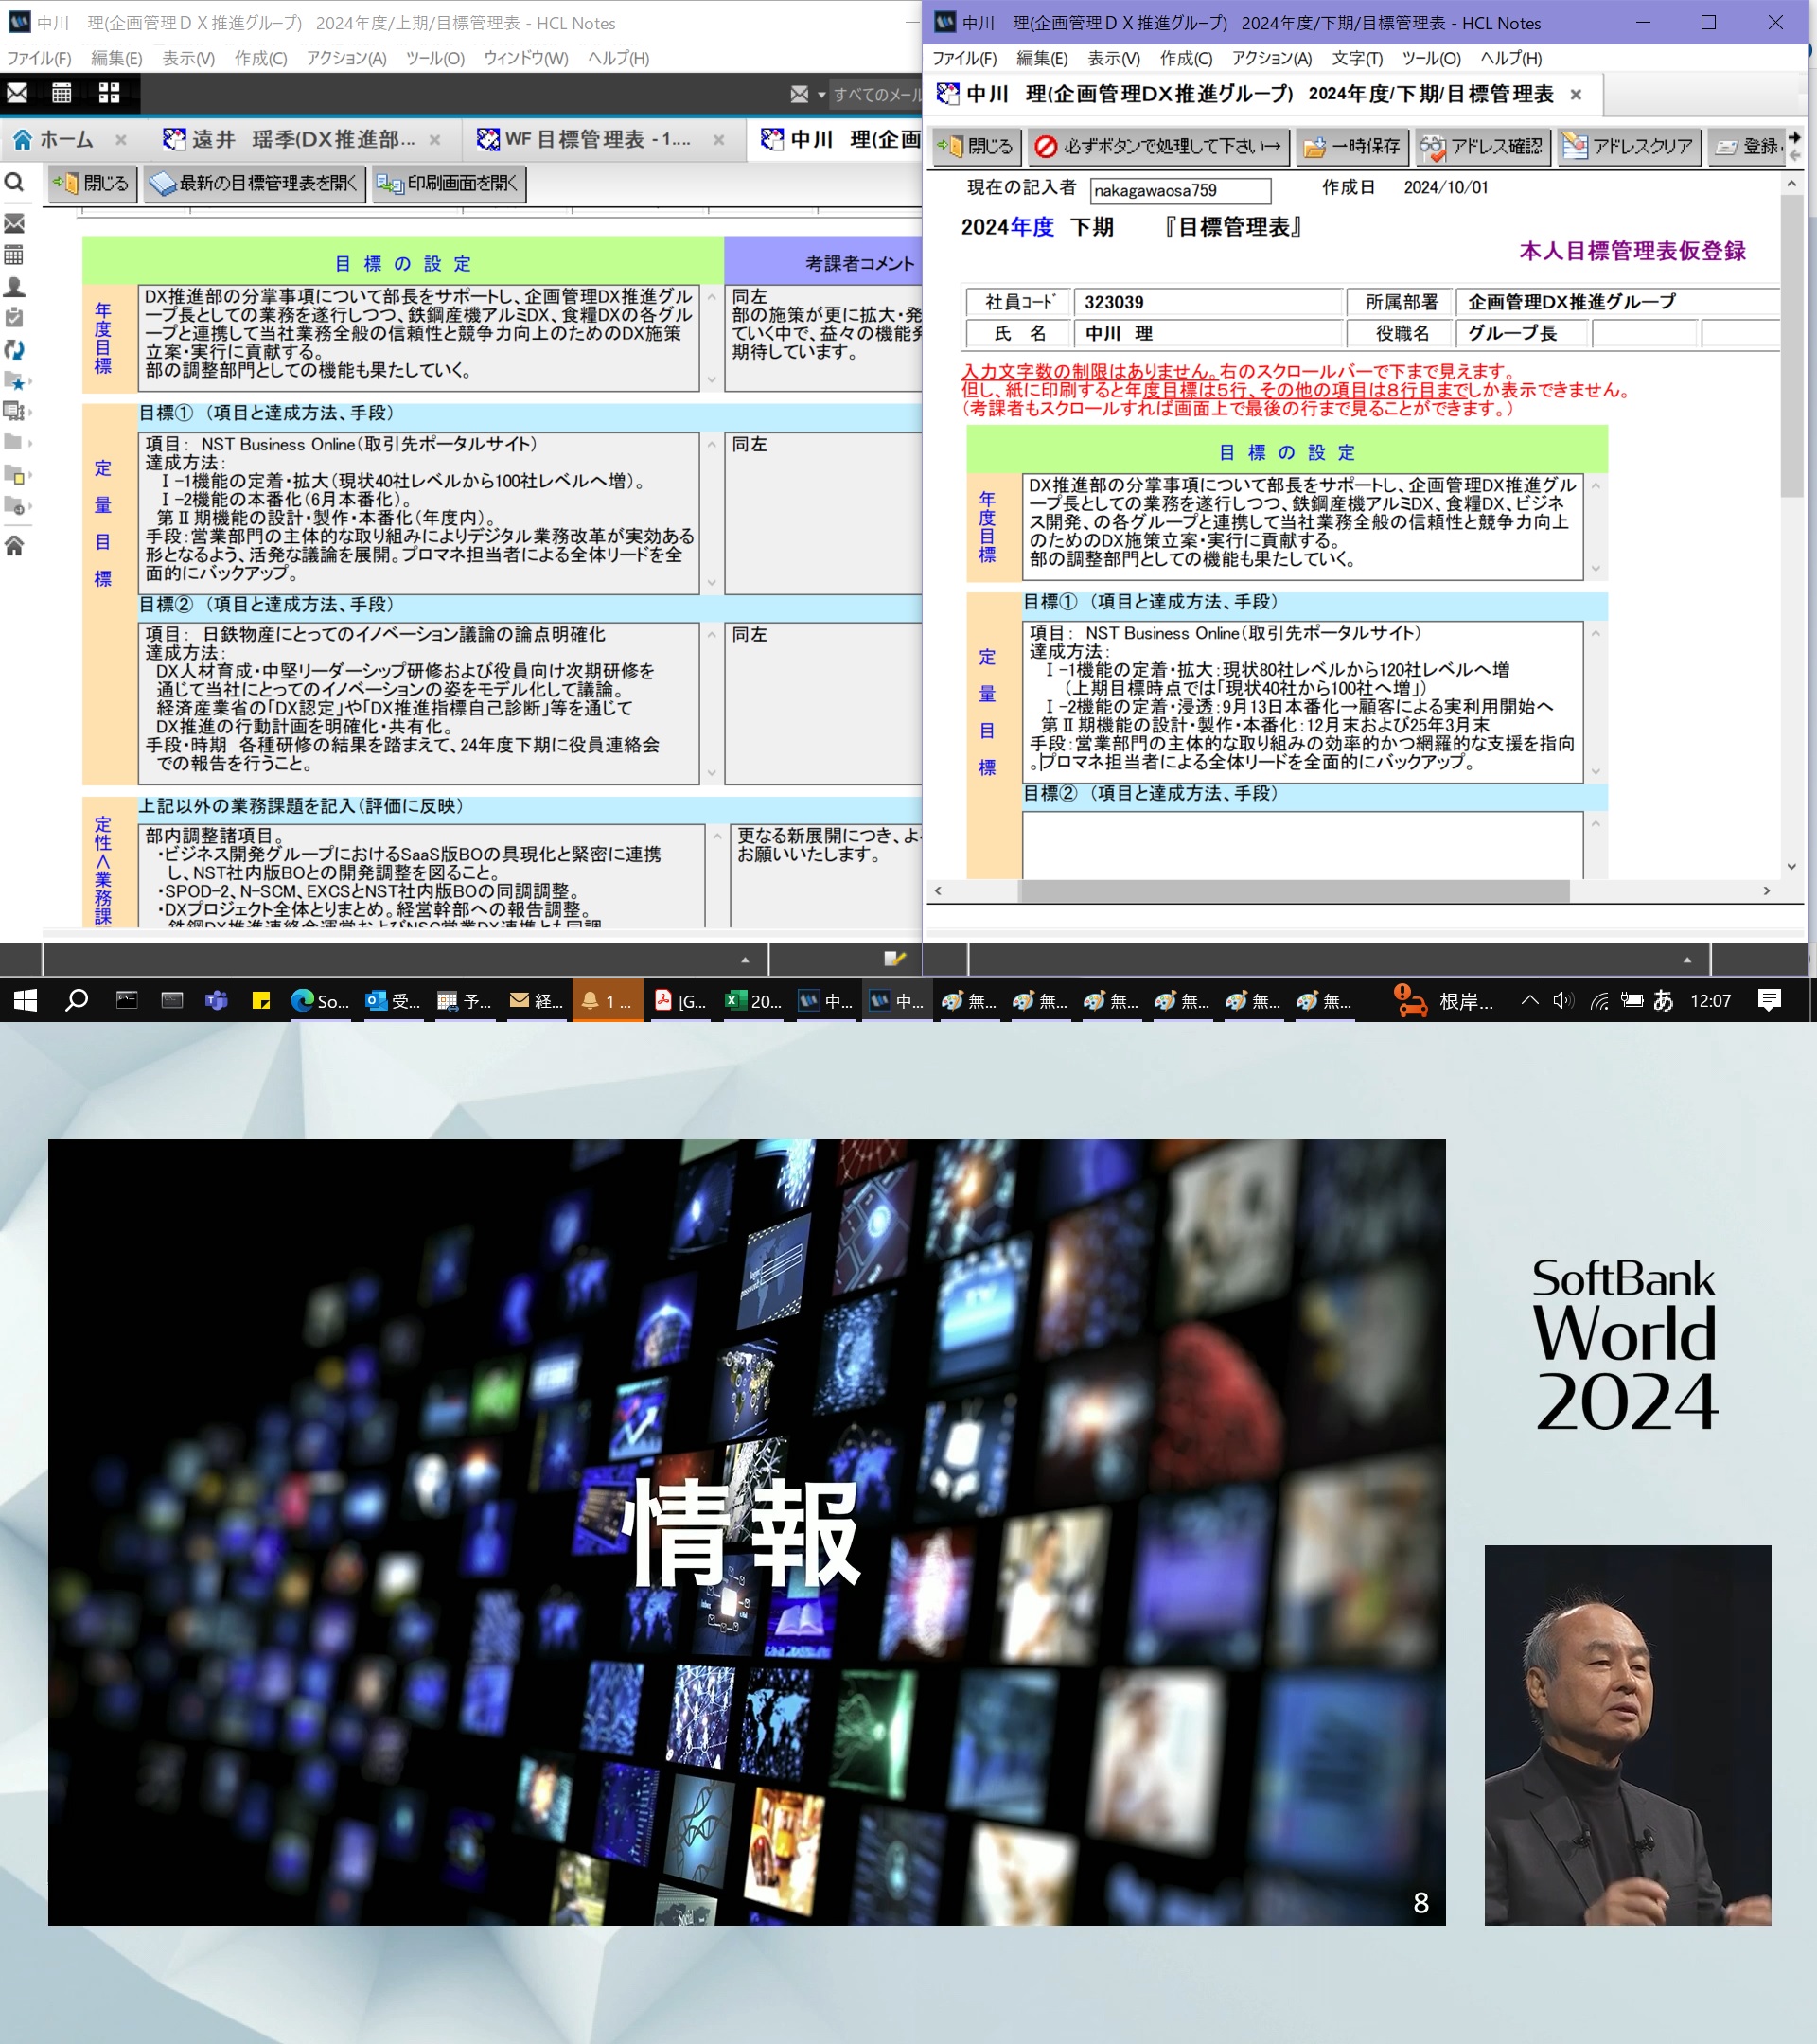 中川　理(企画管理ＤＸ推進グループ)　2024年度/上期/目標管理表 - HCL Notes
ファイル(F)　編集(E)　表示(V)　作成(C)　アクション(A)　ツール(O)　ウィンドウ(W)　ヘルプ(H)
すべてのメール
ホーム
遠井　瑶季(DX推進部...
WF 目標管理表 - 1....
中川　理(企画
閉じる
最新の目標管理表を開く
印刷画面を開く
目 標 の 設 定
考課者コメント
年度目標
DX推進部の分掌事項について部長をサポートし、企画管理DX推進グル
ープ長としての業務を遂行しつつ、鉄鋼産機アルミDX、食糧DXの各グル
ープと連携して当社業務全般の信頼性と競争力向上のためのDX施策
立案・実行に貢献する。
部の調整部門としての機能も果たしていく。
同左
部の施策が更に拡大・発
ていく中で、益々の機能発
期待しています。
定量目標
目標① （項目と達成方法、手段）
項目： NST Business Online（取引先ポータルサイト）
達成方法：
Ⅰ-1機能の定着・拡大（現状40社レベルから100社レベルへ増）。
Ⅰ-2機能の本番化（6月本番化）。
第Ⅱ期機能の設計・製作・本番化（年度内）。
手段：営業部門の主体的な取り組みによりデジタル業務改革が実効ある
形となるよう、活発な議論を展開。プロマネ担当者による全体リードを全
面的にバックアップ。
同左
目標② （項目と達成方法、手段）
項目： 日鉄物産にとってのイノベーション議論の論点明確化
達成方法：
DX人材育成・中堅リーダーシップ研修および役員向け次期研修を
通じて当社にとってのイノベーションの姿をモデル化して議論。
経済産業省の「DX認定」や「DX推進指標自己診断」等を通じて
DX推進の行動計画を明確化・共有化。
手段・時期　各種研修の結果を踏まえて、24年度下期に役員連絡会
での報告を行うこと。
同左
定性＜業務課
上記以外の業務課題を記入（評価に反映）
部内調整諸項目。
・ビジネス開発グループにおけるSaaS版BOの具現化と緊密に連携
し、NST社内版BOとの開発調整を図ること。
・SPOD-2、N-SCM、EXCSとNST社内版BOの同調調整。
・DXプロジェクト全体とりまとめ。経営幹部への報告調整。
更なる新展開につき、よ
お願いいたします。
中川　理(企画管理ＤＸ推進グループ)　2024年度/下期/目標管理表 - HCL Notes
ファイル(F)　編集(E)　表示(V)　作成(C)　アクション(A)　文字(T)　ツール(O)　ヘルプ(H)
中川　理(企画管理DX推進グループ)　2024年度/下期/目標管理表
閉じる
必ずボタンで処理して下さい→
一時保存
アドレス確認
アドレスクリア
登録
現在の記入者　nakagawaosa759　作成日　2024/10/01
2024年度　下期　『目標管理表』
本人目標管理表仮登録
社員コード　323039　所属部署　企画管理DX推進グループ
氏　名　中川　理　役職名　グループ長
入力文字数の制限はありません。右のスクロールバーで下まで見えます。
但し、紙に印刷すると年度目標は５行、その他の項目は８行目までしか表示できません。
（考課者もスクロールすれば画面上で最後の行まで見ることができます。）
目 標 の 設 定
年度目標
DX推進部の分掌事項について部長をサポートし、企画管理DX推進グル
ープ長としての業務を遂行しつつ、鉄鋼産機アルミDX、食糧DX、ビジネ
ス開発、の各グループと連携して当社業務全般の信頼性と競争力向上
のためのDX施策立案・実行に貢献する。
部の調整部門としての機能も果たしていく。
定量目標
目標① （項目と達成方法、手段）
項目： NST Business Online（取引先ポータルサイト）
達成方法：
Ⅰ-1機能の定着・拡大：現状80社レベルから120社レベルへ増
（上期目標時点では「現状40社から100社へ増」）
Ⅰ-2機能の定着・浸透：9月13日本番化→顧客による実利用開始へ
第Ⅱ期機能の設計・製作・本番化：12月末および25年3月末
手段：営業部門の主体的な取り組みの効率的かつ網羅的な支援を指向
。プロマネ担当者による全体リードを全面的にバックアップ。
目標② （項目と達成方法、手段）
So...　受...　予...　経...　1 ...　[G...　20...　中...　中...　無...　無...　無...　無...　無...　無...　根岸...　あ　12:07
情報
8
SoftBank
World
2024